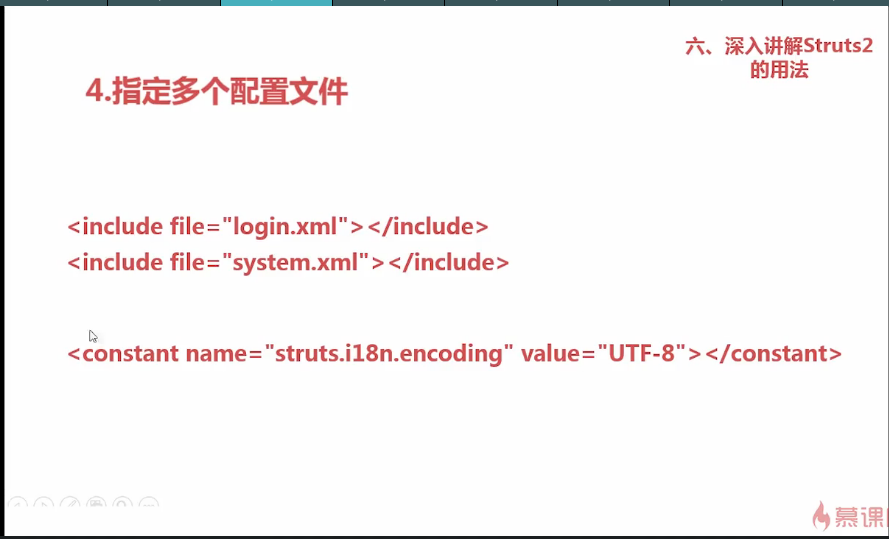 六、深入讲解Struts2
的用法
4.指定多个配置文件
<include file="login.xml"></include>
<include file="system.xml"></include>
<constant name="struts.i18n.encoding" value="UTF-8"></constant>
慕课